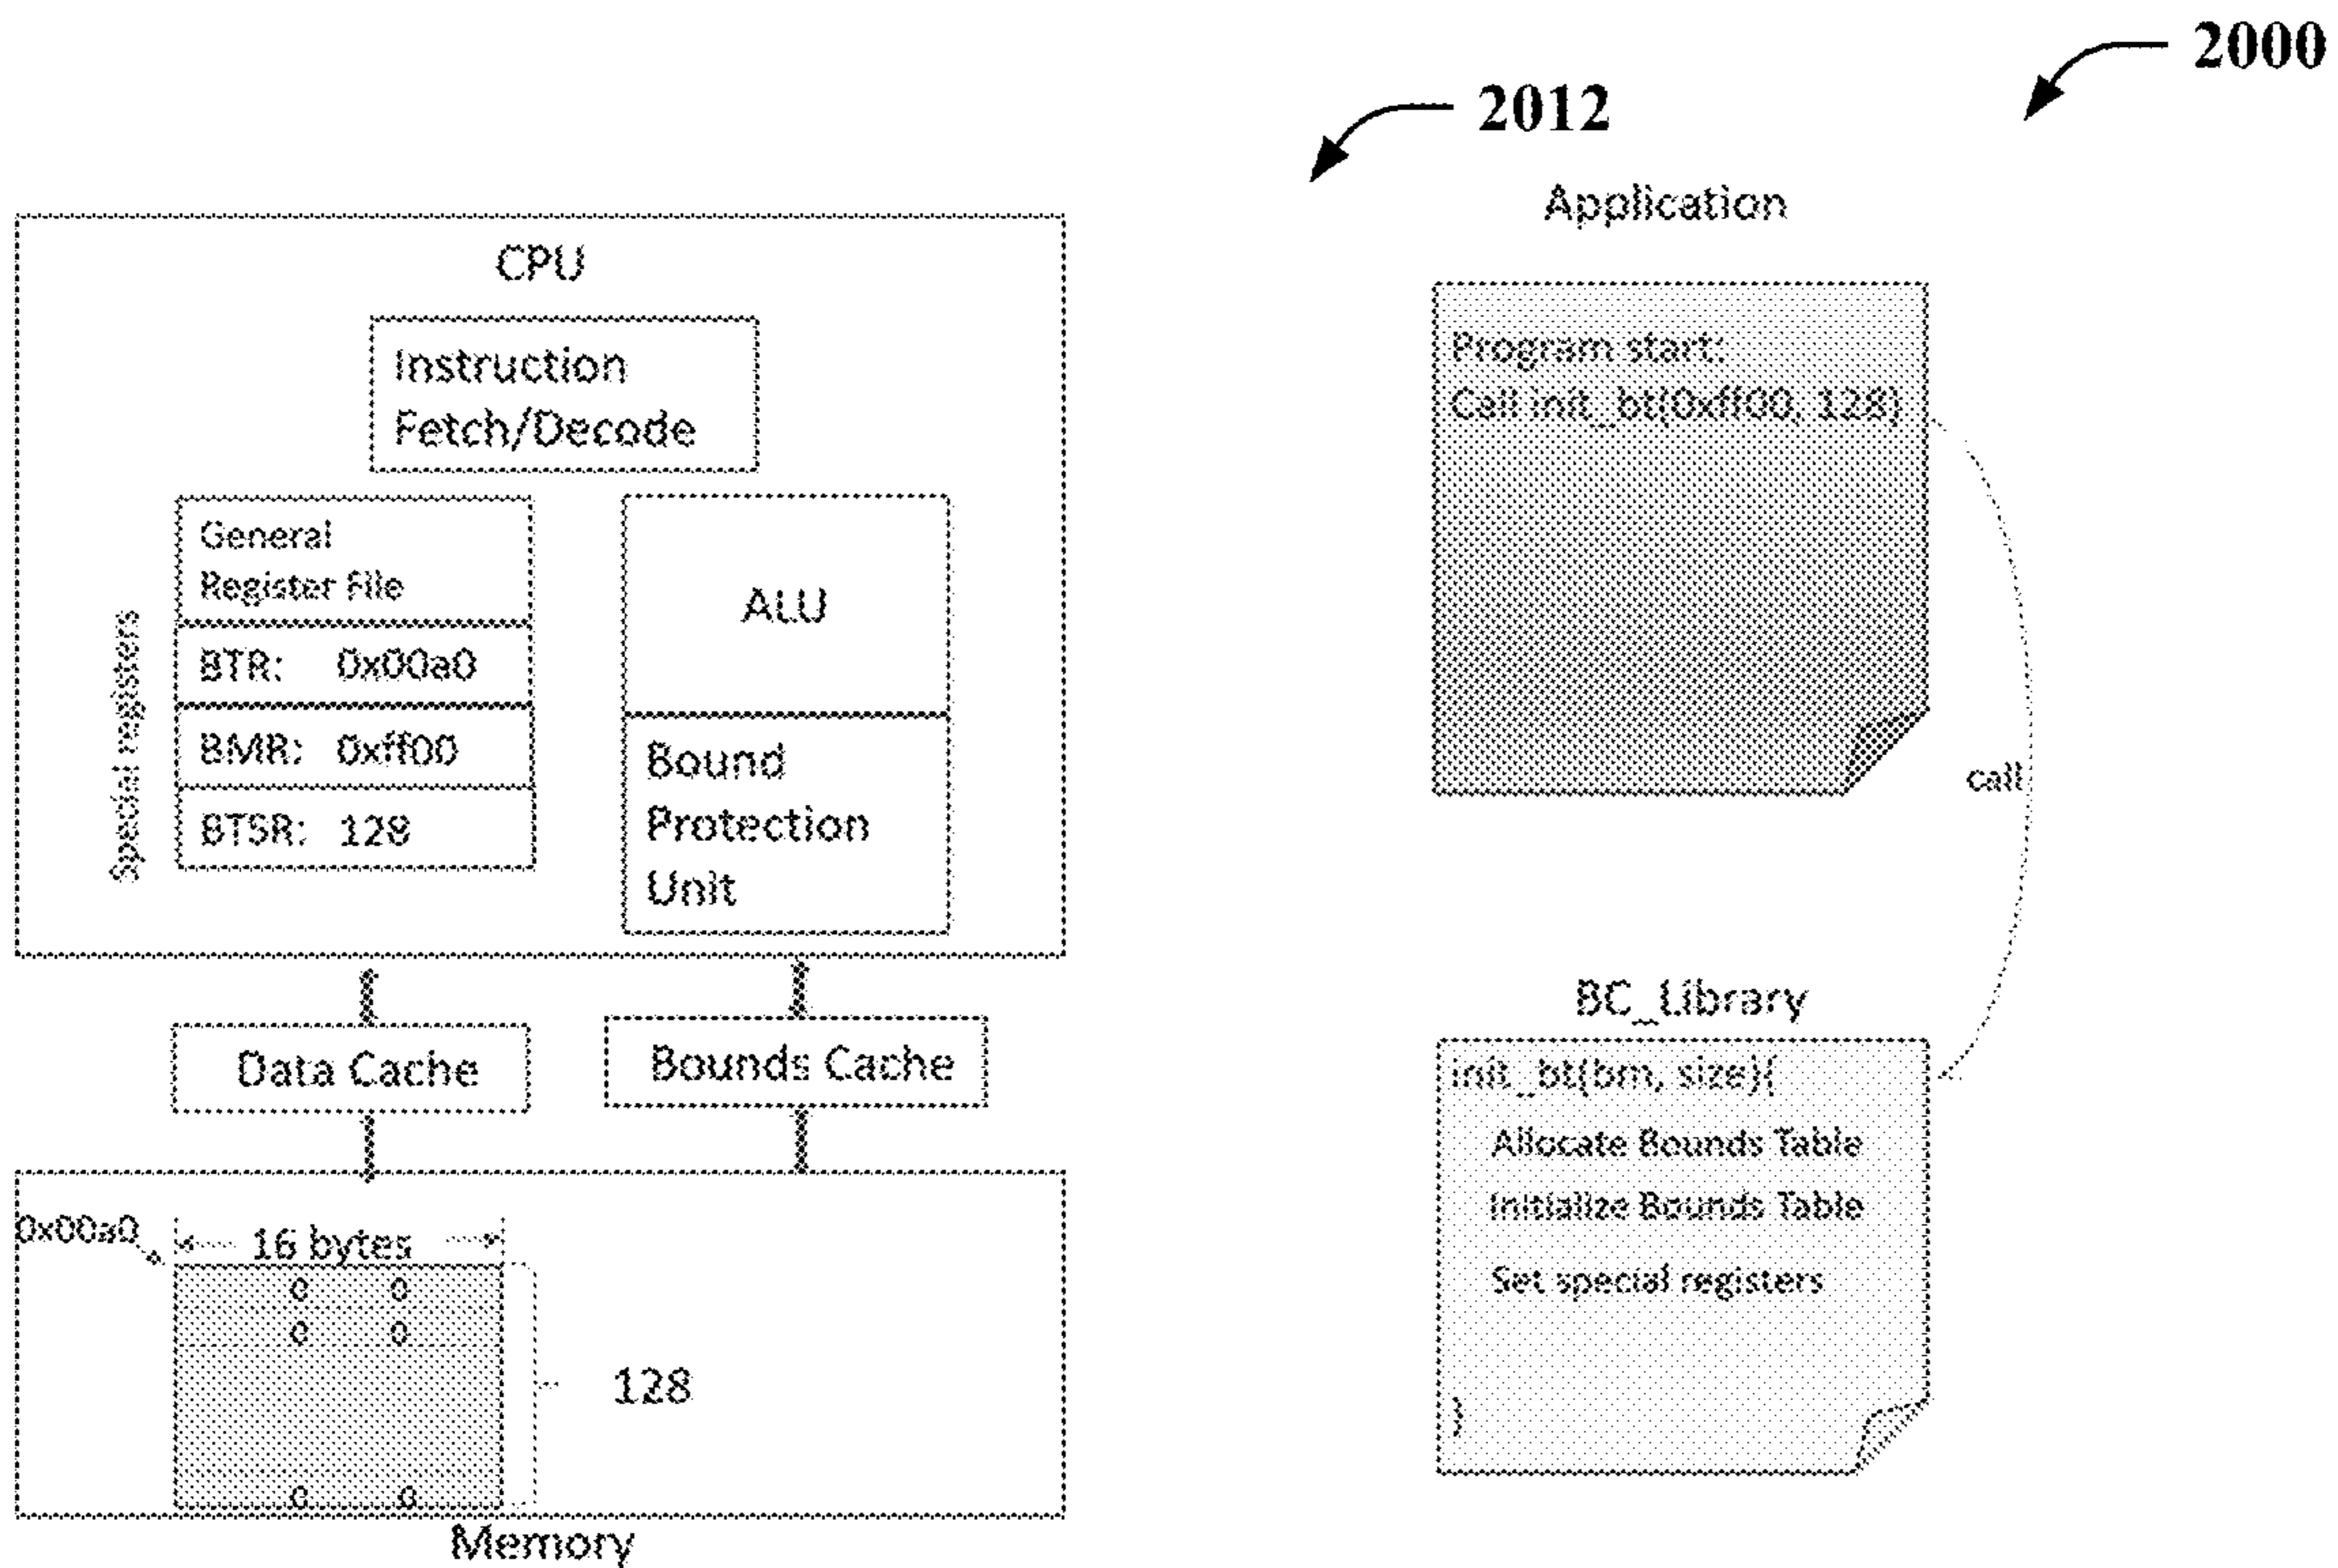 2000
2012
CPU
Instruction
Fetch/Decode
General
Register File
Special registers
BTR: 0x00a0
BMR: 0xff00
BTSR: 128
ALU
Bound
Protection
Unit
Data Cache
Bounds Cache
0x00a0
16 bytes
0 0
0 0
0 0
128
Memory
Application
Program start:
Call init_bt(0xff00, 128)
call
BC_Library
init_bt(bm, size){
Allocate Bounds Table
Initialize Bounds Table
Set special registers
}